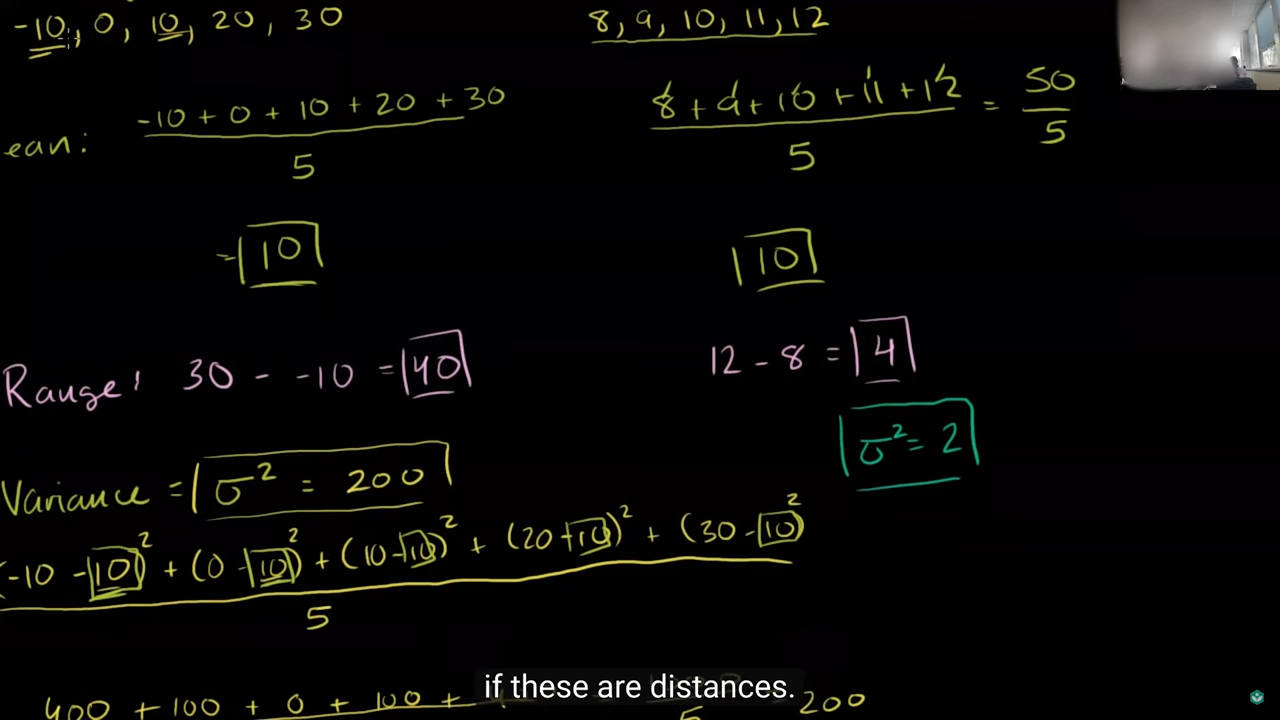 -10, 0, 10, 20, 30
8, 9, 10, 11, 12
ean: -10 + 0 + 10 + 20 + 30
5
8 + 9 + 10 + 11 + 12 = 50
5 5
= 10
10
Range: 30 - -10 = 40
12 - 8 = 4
Variance = σ² = 200
σ² = 2
(-10 - 10)² + (0 - 10)² + (10 - 10)² + (20 - 10)² + (30 - 10)²
5
400 + 100 + 0 + 100 +
5 200
if these are distances.